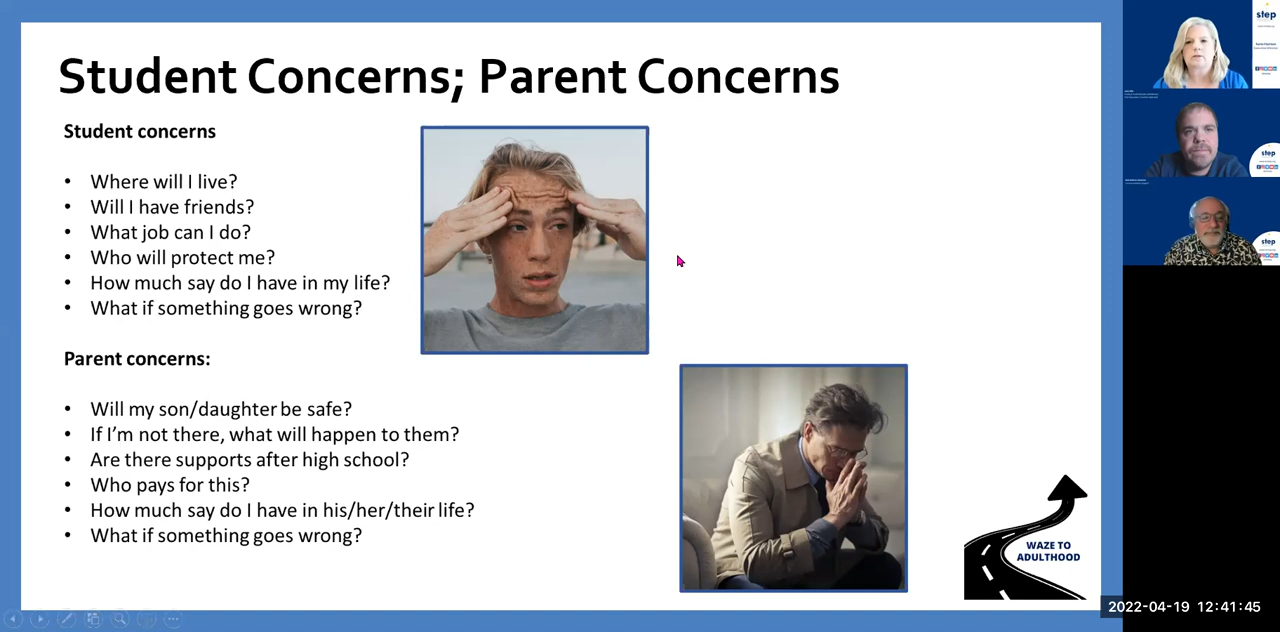 Student Concerns; Parent Concerns
Student concerns
• Where will I live?
• Will I have friends?
• What job can I do?
• Who will protect me?
• How much say do I have in my life?
• What if something goes wrong?
Parent concerns:
• Will my son/daughter be safe?
• If I'm not there, what will happen to them?
• Are there supports after high school?
• Who pays for this?
• How much say do I have in his/her/their life?
• What if something goes wrong?
WAZE TO
ADULTHOOD
step
step
step
2022-04-19 12:41:45